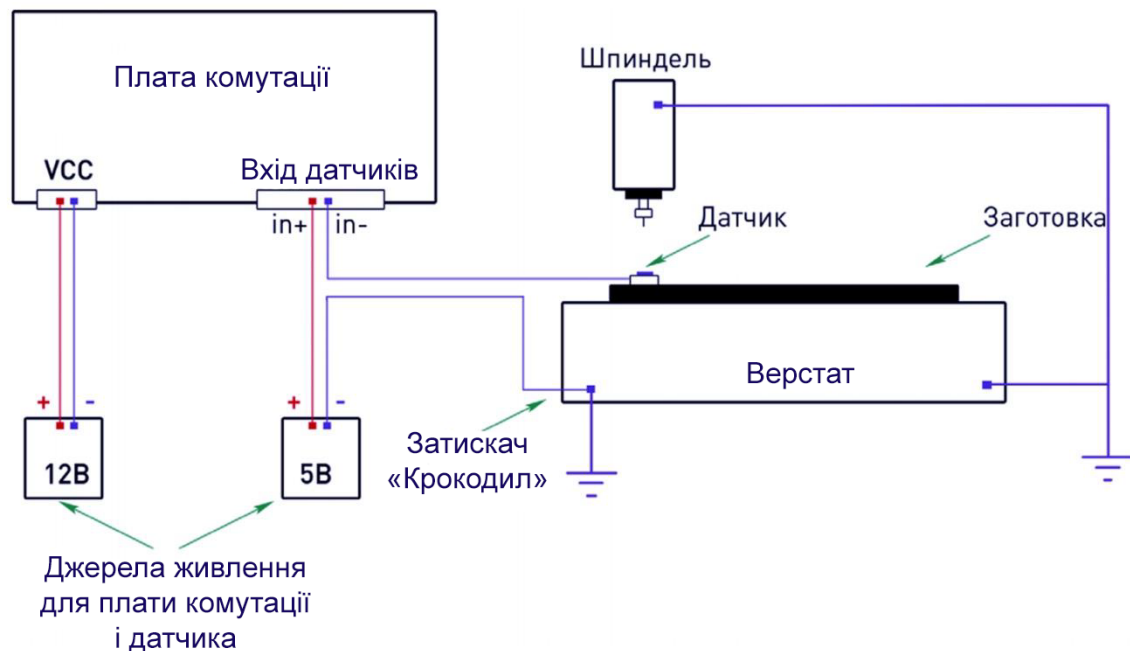 Плата комутації
VCC
Вхід датчиків
in+ in-
Шпиндель
Датчик
Заготовка
Верстат
+ -
+ -
12В
5В
Затискач
«Крокодил»
Джерела живлення
для плати комутації
і датчика